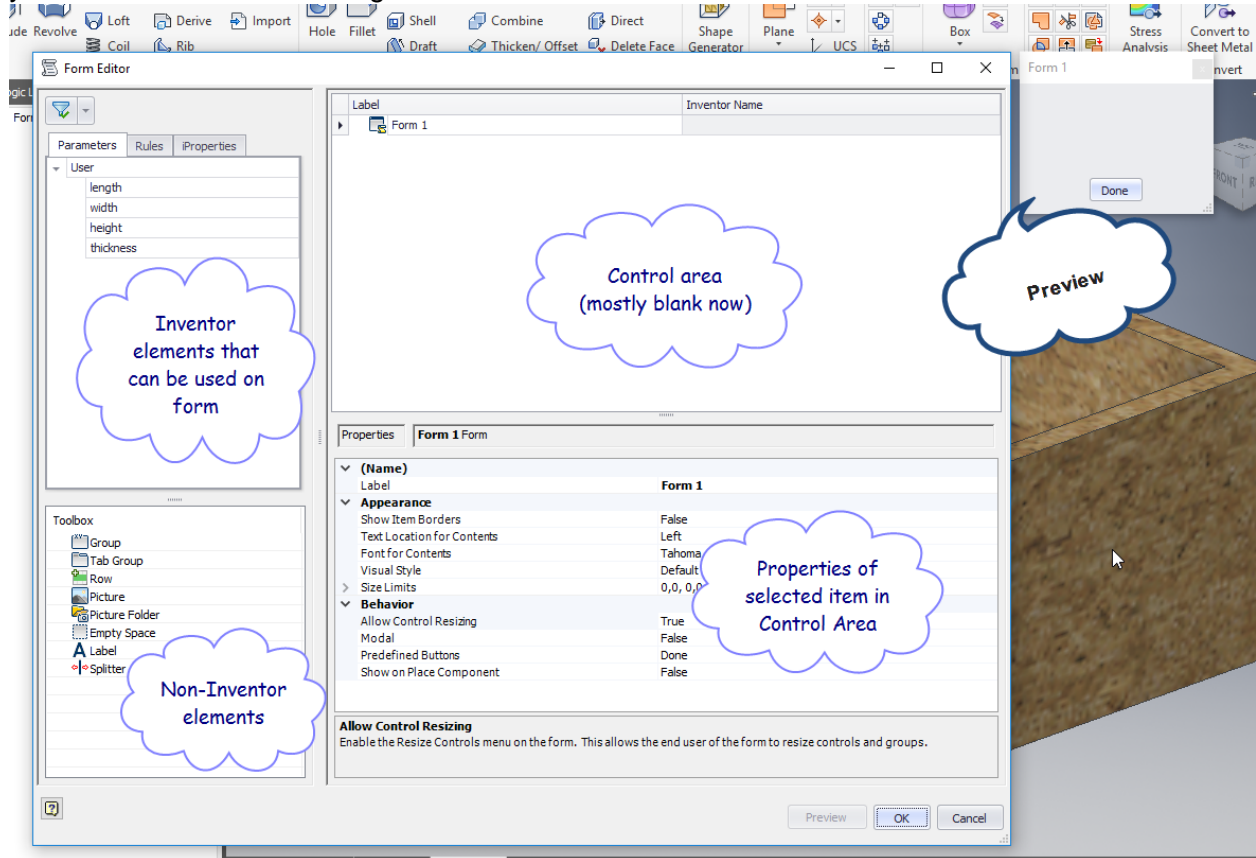 Loft
Derive
Import
Shell
Combine
Direct
Revolve
Hole
Fillet
Shape
Generator
Plane
Box
Stress
Analysis
Convert to
Sheet Metal
Coil
Rib
Draft
Thicken/ Offset
Delete Face
UCS
Form Editor
Form 1
Done
Preview
Parameters
Rules
iProperties
User
length
width
height
thickness
Inventor
elements that
can be used on
form
Label
Inventor Name
Form 1
Control area
(mostly blank now)
Properties
Form 1 Form
(Name)
Label Form 1
Appearance
Show Item Borders False
Text Location for Contents Left
Font for Contents Tahoma
Visual Style Default
Size Limits 0,0, 0,0
Behavior
Allow Control Resizing True
Modal False
Predefined Buttons Done
Show on Place Component False
Properties of
selected item in
Control Area
Allow Control Resizing
Enable the Resize Controls menu on the form. This allows the end user of the form to resize controls and groups.
Toolbox
Group
Tab Group
Row
Picture
Picture Folder
Empty Space
Label
Splitter
Non-Inventor
elements
Preview
OK
Cancel